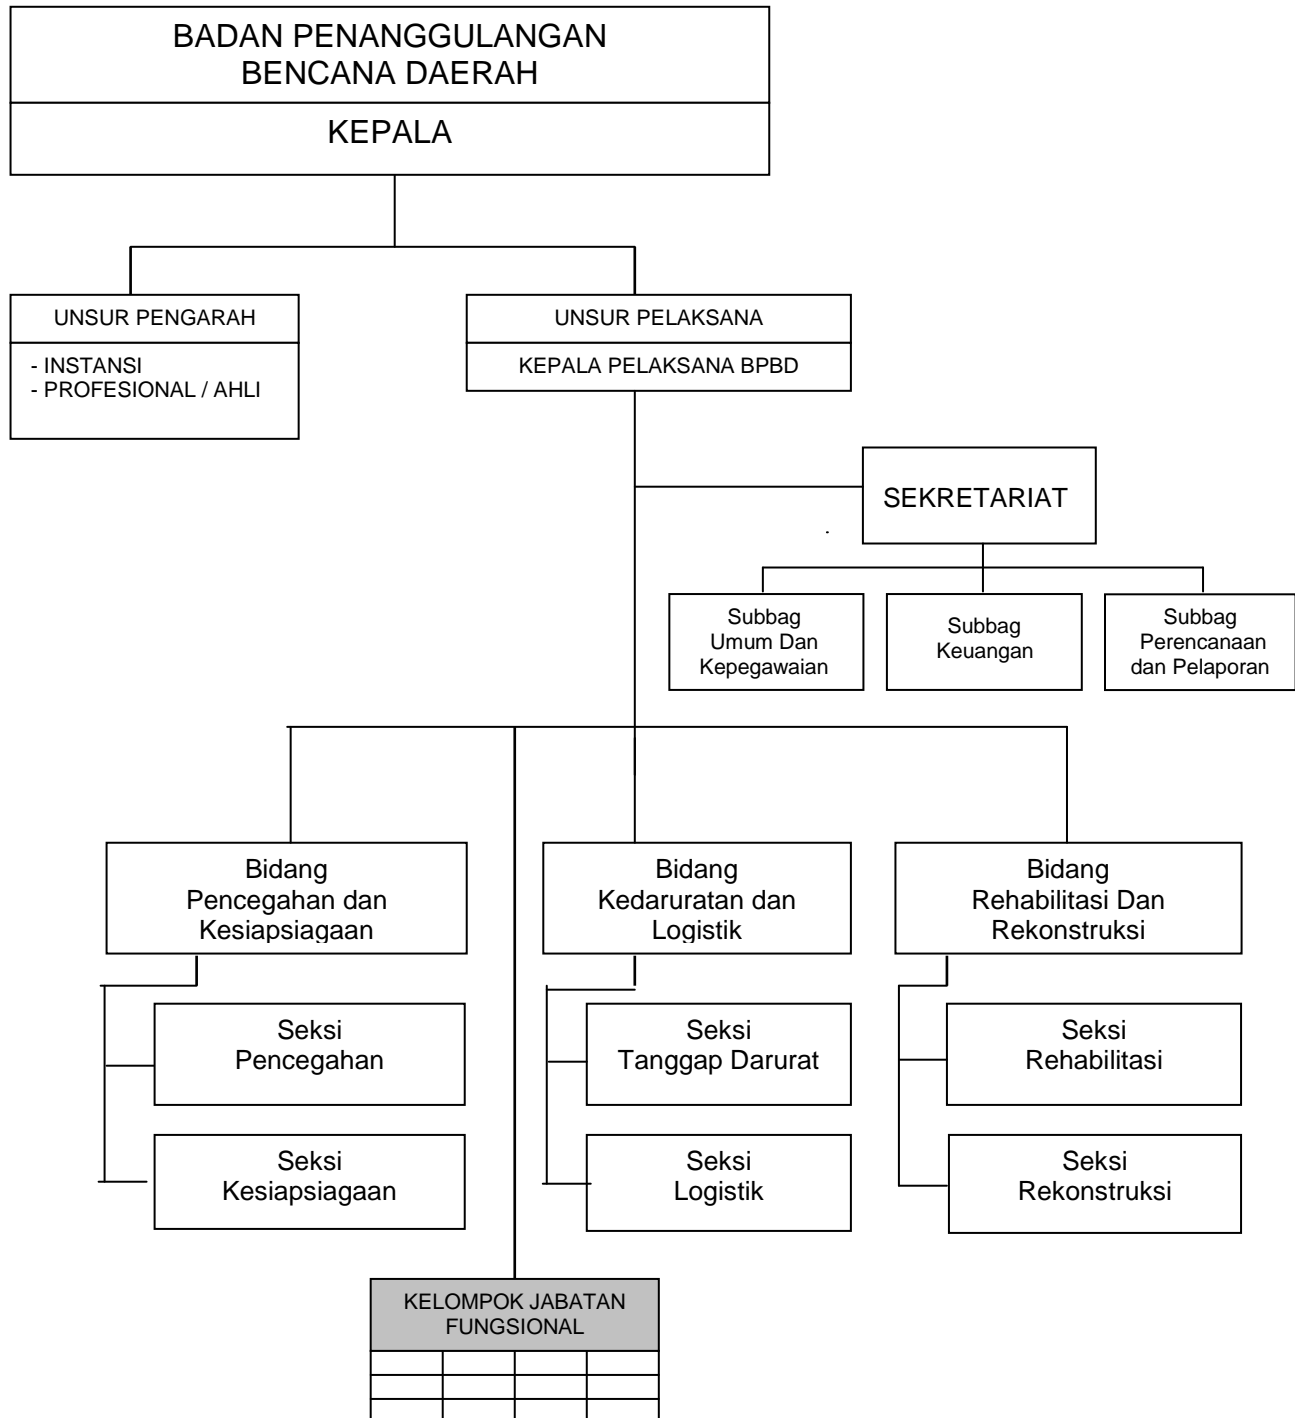 BADAN PENANGGULANGAN
BENCANA DAERAH
KEPALA
UNSUR PENGARAH
- INSTANSI
- PROFESIONAL / AHLI
UNSUR PELAKSANA
KEPALA PELAKSANA BPBD
SEKRETARIAT
Subbag
Umum Dan
Kepegawaian
Subbag
Keuangan
Subbag
Perencanaan
dan Pelaporan
Bidang
Pencegahan dan
Kesiapsiagaan
Seksi
Pencegahan
Seksi
Kesiapsiagaan
Bidang
Kedaruratan dan
Logistik
Seksi
Tanggap Darurat
Seksi
Logistik
Bidang
Rehabilitasi Dan
Rekonstruksi
Seksi
Rehabilitasi
Seksi
Rekonstruksi
KELOMPOK JABATAN
FUNGSIONAL